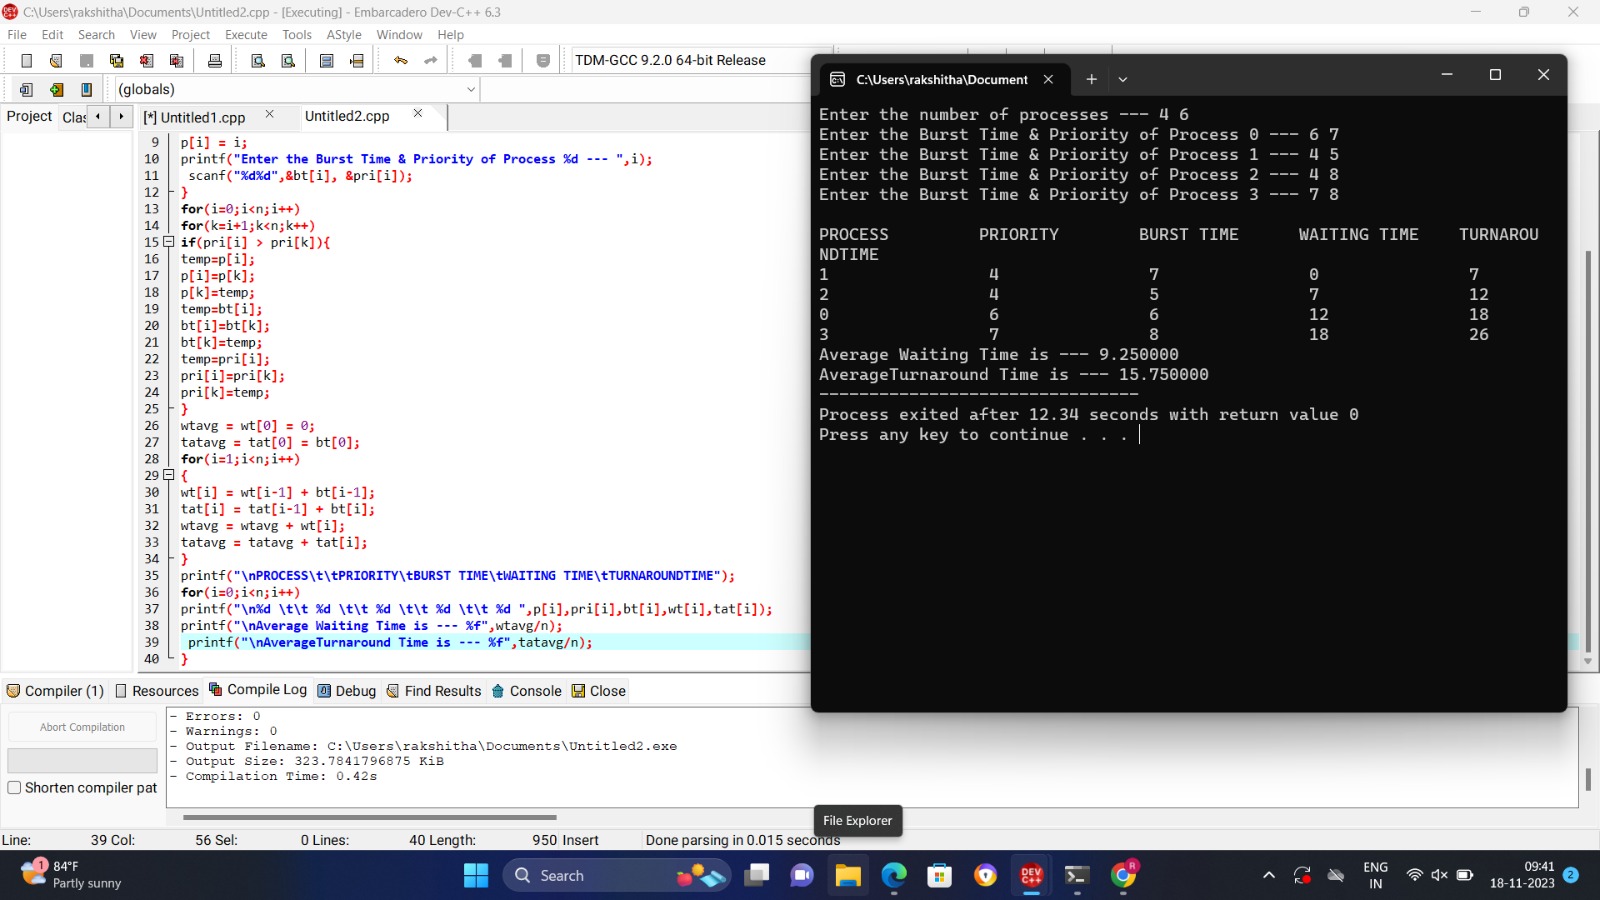 C:\Users\rakshitha\Documents\Untitled2.cpp - [Executing] - Embarcadero Dev-C++ 6.3
File Edit Search View Project Execute Tools AStyle Window Help
TDM-GCC 9.2.0 64-bit Release
(globals)
Project Clas [*] Untitled1.cpp Untitled2.cpp
9 p[i] = i;
10 printf("Enter the Burst Time & Priority of Process %d --- ",i);
11 scanf("%d%d",&bt[i], &pri[i]);
12 }
13 for(i=0;i<n;i++)
14 for(k=i+1;k<n;k++)
15 if(pri[i] > pri[k]){
16 temp=p[i];
17 p[i]=p[k];
18 p[k]=temp;
19 temp=bt[i];
20 bt[i]=bt[k];
21 bt[k]=temp;
22 temp=pri[i];
23 pri[i]=pri[k];
24 pri[k]=temp;
25 }
26 wtavg = wt[0] = 0;
27 tatavg = tat[0] = bt[0];
28 for(i=1;i<n;i++)
29 {
30 wt[i] = wt[i-1] + bt[i-1];
31 tat[i] = tat[i-1] + bt[i];
32 wtavg = wtavg + wt[i];
33 tatavg = tatavg + tat[i];
34 }
35 printf("\nPROCESS\t\tPRIORITY\tBURST TIME\tWAITING TIME\tTURNAROUNDTIME");
36 for(i=0;i<n;i++)
37 printf("\n%d \t\t %d \t\t %d \t\t %d \t\t %d ",p[i],pri[i],bt[i],wt[i],tat[i]);
38 printf("\nAverage Waiting Time is --- %f",wtavg/n);
39 printf("\nAverageTurnaround Time is --- %f",tatavg/n);
40 }
C:\Users\rakshitha\Document
Enter the number of processes --- 4 6
Enter the Burst Time & Priority of Process 0 --- 6 7
Enter the Burst Time & Priority of Process 1 --- 4 5
Enter the Burst Time & Priority of Process 2 --- 4 8
Enter the Burst Time & Priority of Process 3 --- 7 8
PROCESS PRIORITY BURST TIME WAITING TIME TURNAROU
NDTIME
1 4 7 0 7
2 4 5 7 12
0 6 6 12 18
3 7 8 18 26
Average Waiting Time is --- 9.250000
AverageTurnaround Time is --- 15.750000
--------------------------------
Process exited after 12.34 seconds with return value 0
Press any key to continue . . .
Compiler (1) Resources Compile Log Debug Find Results Console Close
Abort Compilation
Shorten compiler pat
- Errors: 0
- Warnings: 0
- Output Filename: C:\Users\rakshitha\Documents\Untitled2.exe
- Output Size: 323.7841796875 KiB
- Compilation Time: 0.42s
File Explorer
Line: 39 Col: 56 Sel: 0 Lines: 40 Length: 950 Insert Done parsing in 0.015 seconds
1 84°F
Partly sunny
Search
DEV C++
R
ENG
IN
09:41
18-11-2023 2